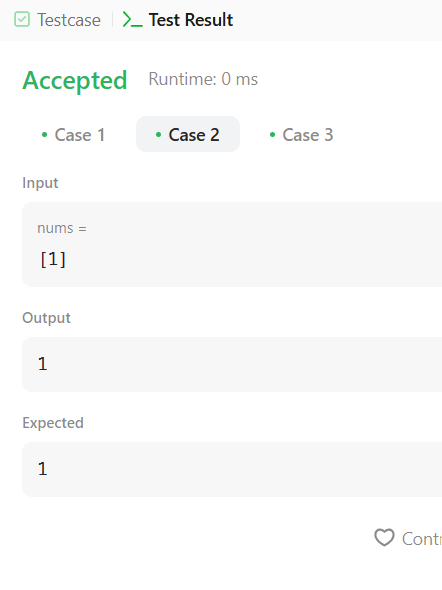 Testcase
Test Result
Accepted Runtime: 0 ms
Case 1 Case 2 Case 3
Input
nums =
[1]
Output
1
Expected
1